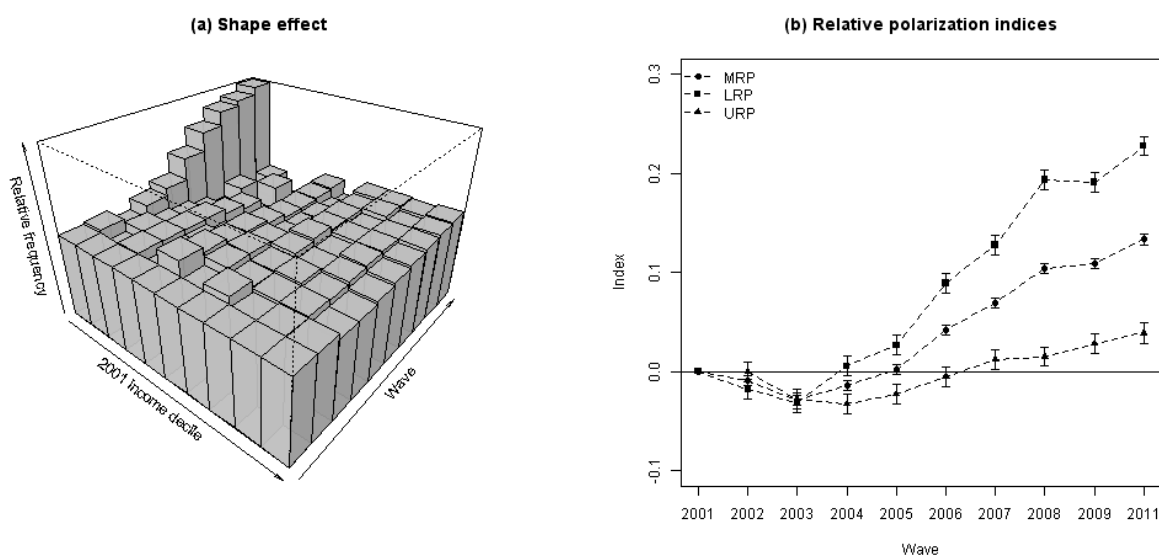 (a) Shape effect
Relative frequency
2001 income decile
Wave
(b) Relative polarization indices
MRP
LRP
URP
Index
0.3
0.2
0.1
0.0
-0.1
2001 2002 2003 2004 2005 2006 2007 2008 2009 2011
Wave